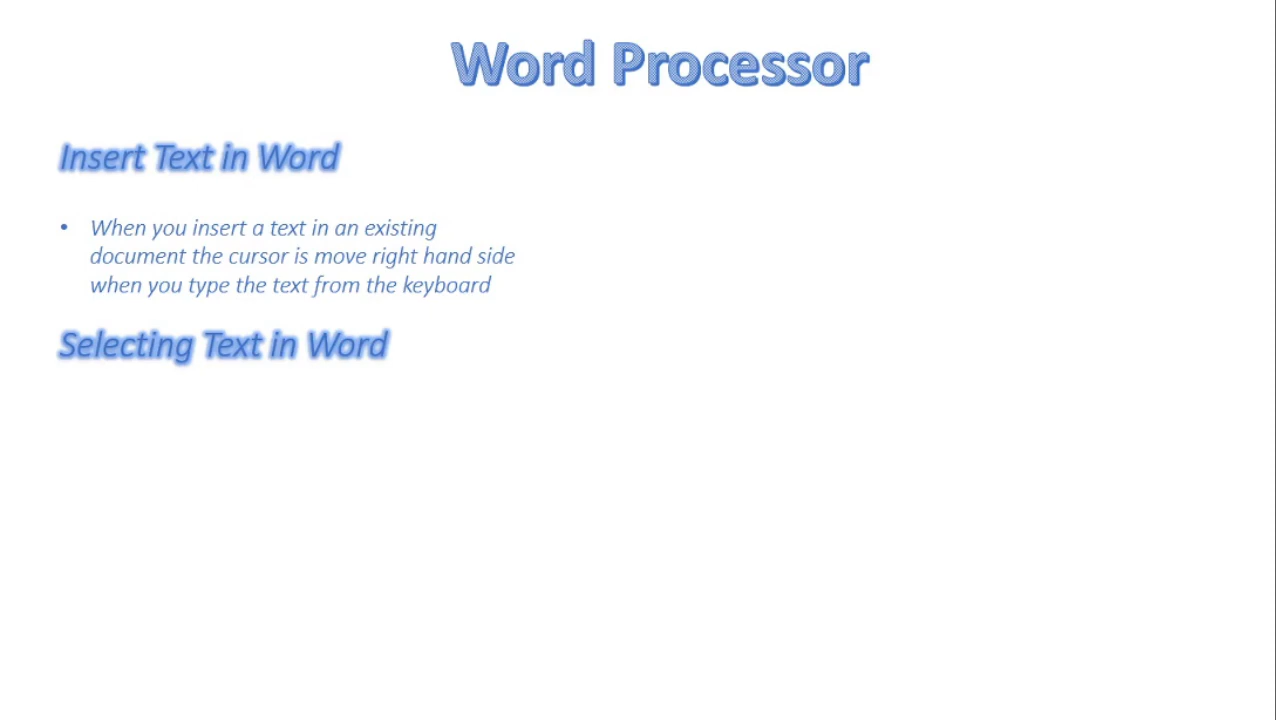 Word Processor
Insert Text in Word
• When you insert a text in an existing
document the cursor is move right hand side
when you type the text from the keyboard
Selecting Text in Word